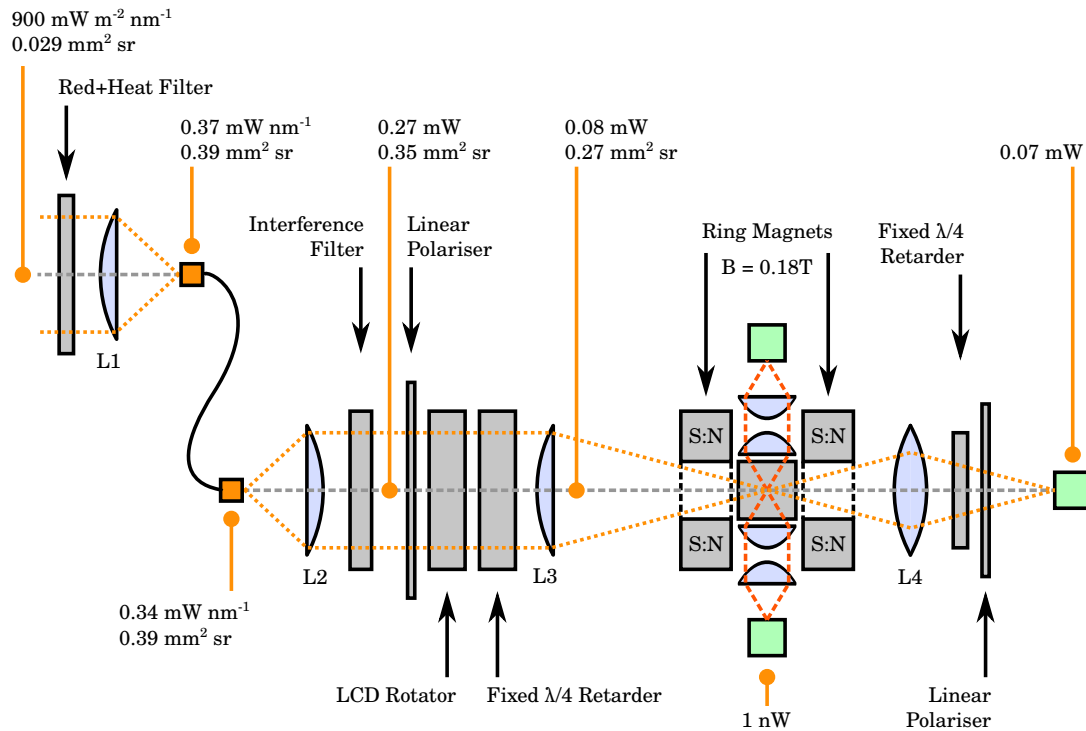 900 mW m⁻² nm⁻¹
0.029 mm² sr
Red+Heat Filter
0.37 mW nm⁻¹
0.39 mm² sr
0.27 mW
0.35 mm² sr
0.08 mW
0.27 mm² sr
0.07 mW
Interference
Filter
Linear
Polariser
Ring Magnets
B = 0.18T
Fixed λ/4
Retarder
L1
S:N
S:N
S:N
S:N
L2
L3
L4
0.34 mW nm⁻¹
0.39 mm² sr
LCD Rotator
Fixed λ/4 Retarder
1 nW
Linear
Polariser